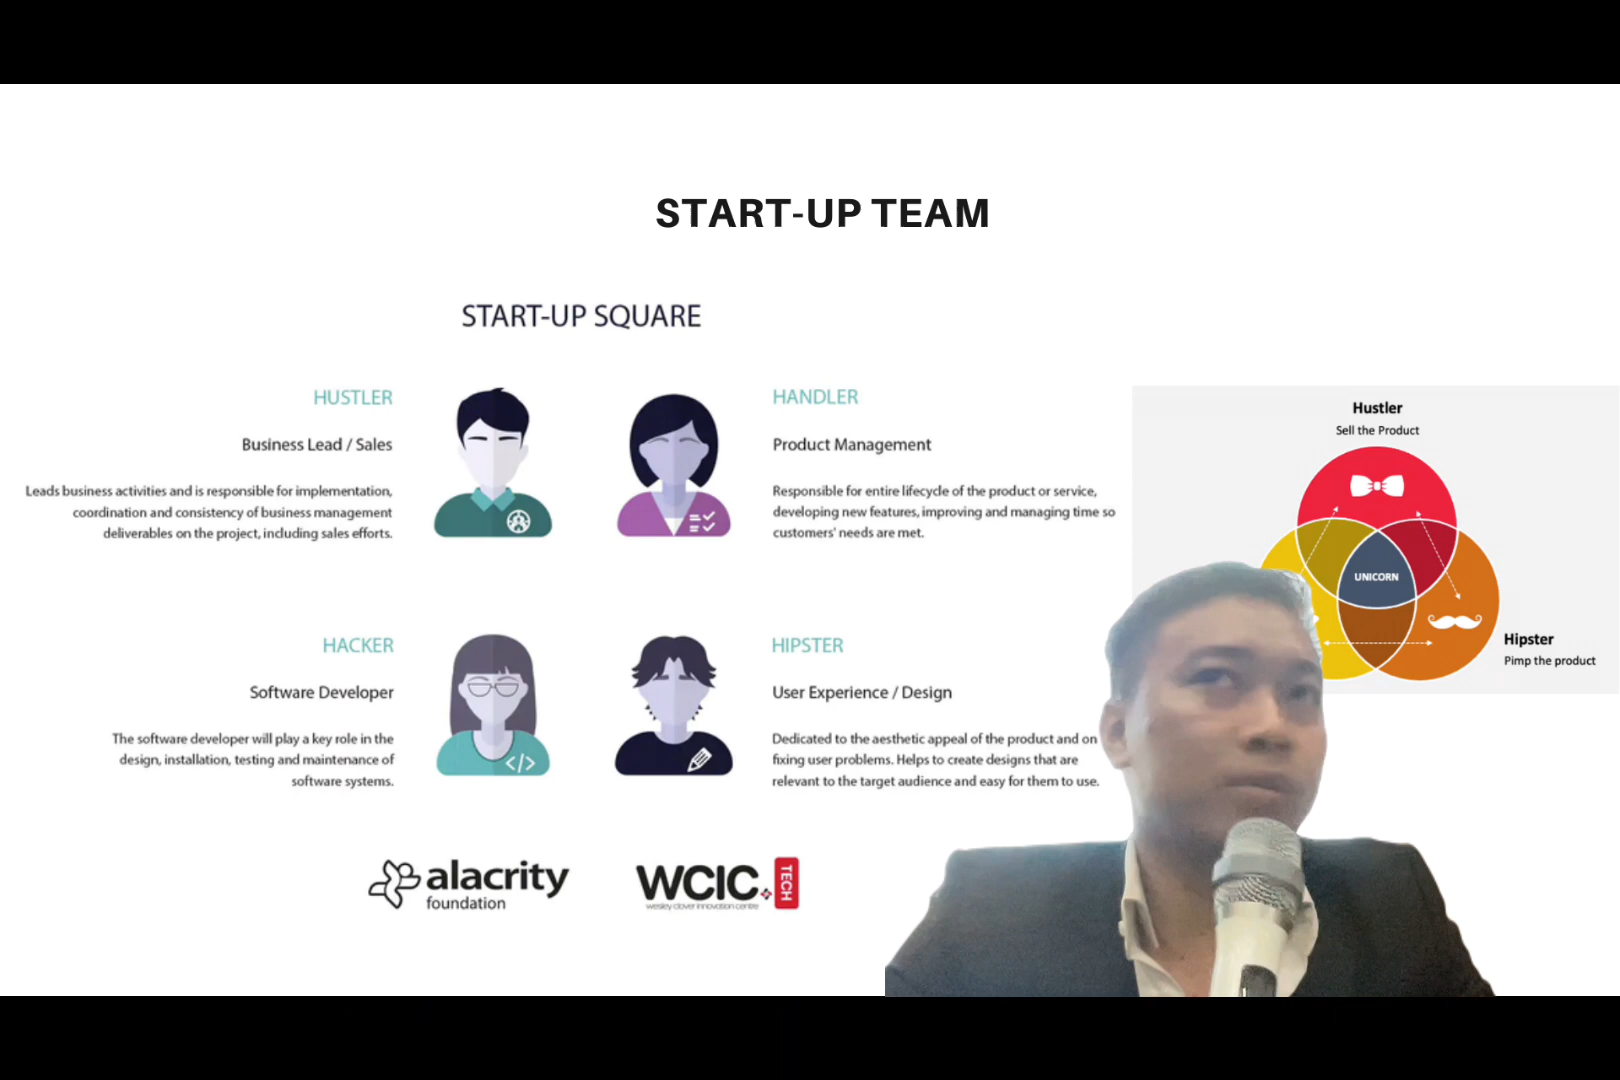 START-UP TEAM
START-UP SQUARE
HUSTLER
Business Lead / Sales
Leads business activities and is responsible for implementation,
coordination and consistency of business management
deliverables on the project, including sales efforts.
HANDLER
Product Management
Responsible for entire lifecycle of the product or service,
developing new features, improving and managing time so
customers' needs are met.
HACKER
Software Developer
The software developer will play a key role in the
design, installation, testing and maintenance of
software systems.
</>
HIPSTER
User Experience / Design
Dedicated to the aesthetic appeal of the product and on
fixing user problems. Helps to create designs that are
relevant to the target audience and easy for them to use.
alacrity
foundation
WCIC
TECH
wesley clover innovation centre
Hustler
Sell the Product
UNICORN
Hipster
Pimp the product